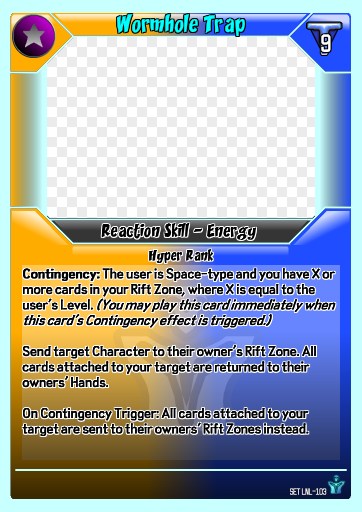 Wormhole Trap
9
Reaction Skill - Energy
Hyper Rank
Contingency: The user is Space-type and you have X or
more cards in your Rift Zone, where X is equal to the
user's Level. (You may play this card immediately when
this card's Contingency effect is triggered.)
Send target Character to their owner's Rift Zone. All
cards attached to your target are returned to their
owners' Hands.
On Contingency Trigger: All cards attached to your
target are sent to their owners' Rift Zones instead.
SET LNL-103